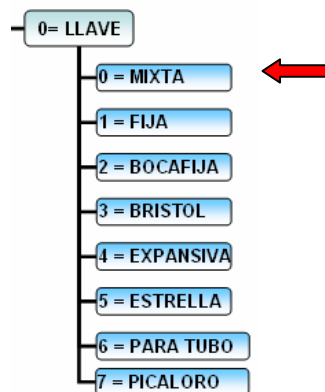 0= LLAVE
0 = MIXTA
1 = FIJA
2 = BOCAFIJA
3 = BRISTOL
4 = EXPANSIVA
5 = ESTRELLA
6 = PARA TUBO
7 = PICALORO